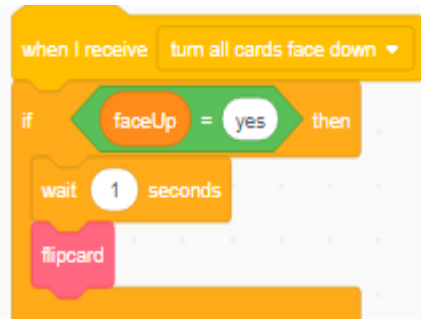 when I receive turn all cards face down
if faceUp = yes then
wait 1 seconds
flipcard